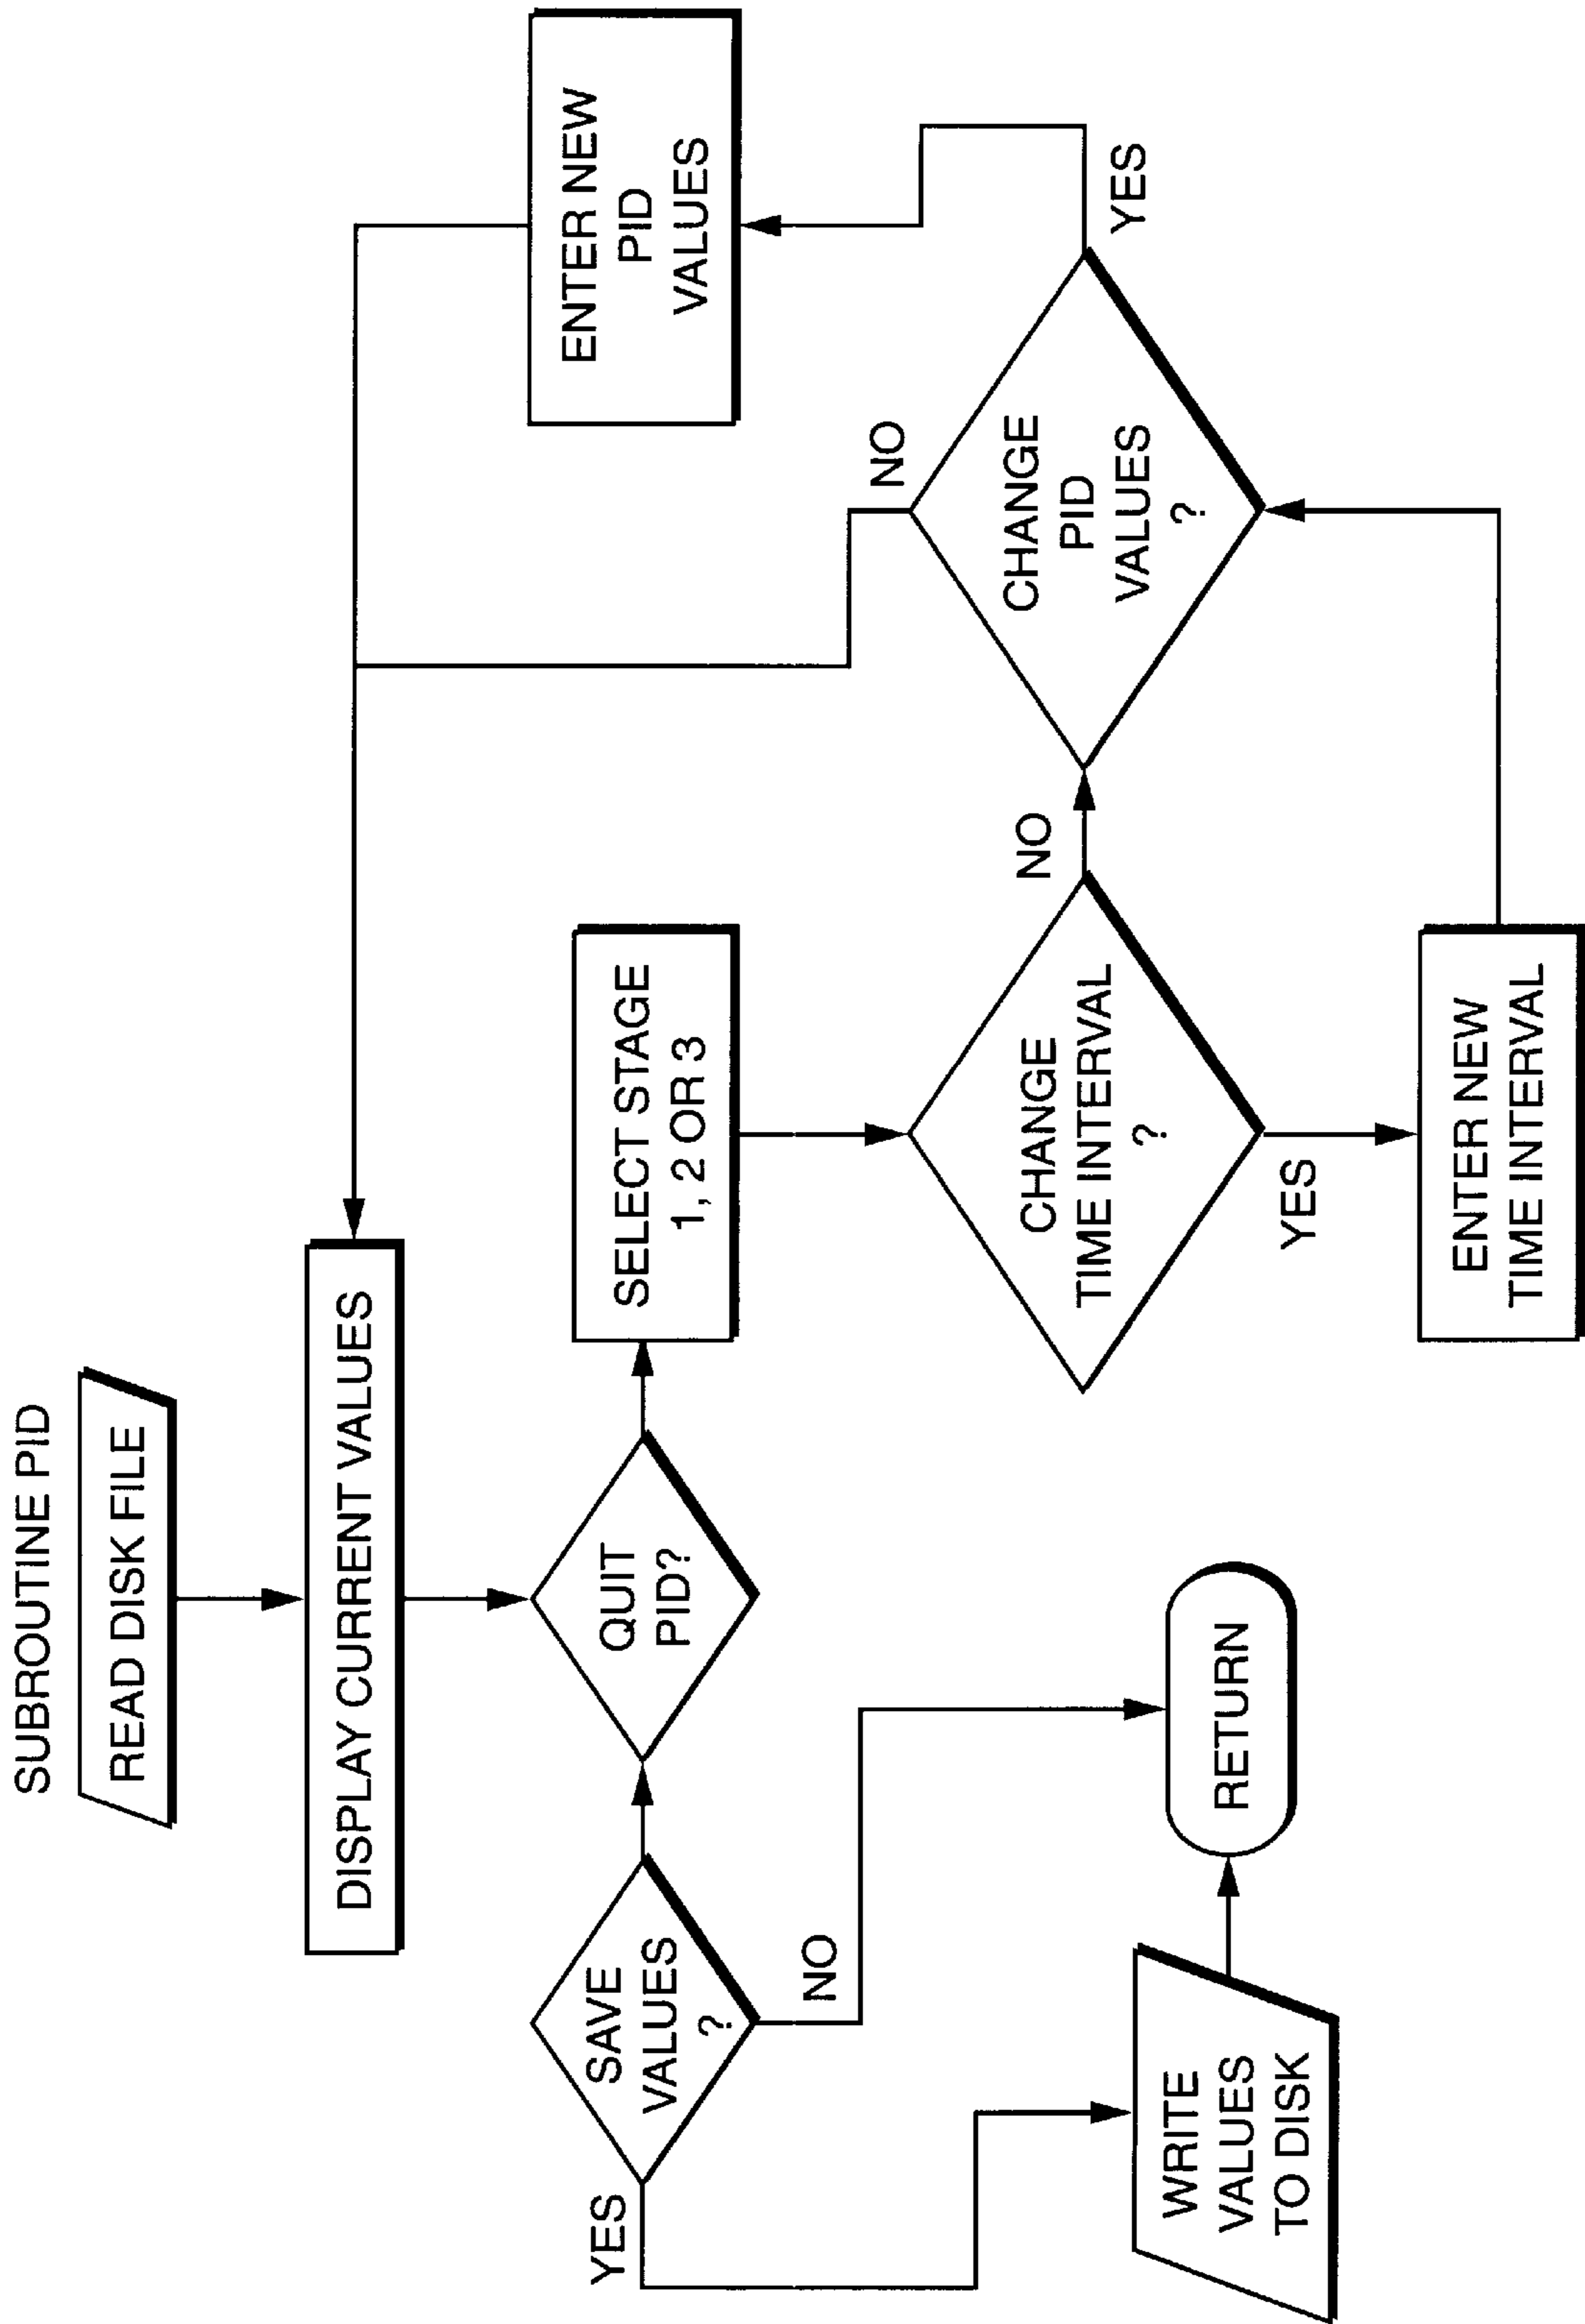 SUBROUTINE PID
READ DISK FILE
DISPLAY CURRENT VALUES
SAVE
VALUES
?
YES
NO
QUIT
PID?
SELECT STAGE
1, 2 OR 3
ENTER NEW
PID
VALUES
WRITE
VALUES
TO DISK
RETURN
CHANGE
TIME INTERVAL
?
NO
YES
CHANGE
PID
VALUES
?
NO
YES
ENTER NEW
TIME INTERVAL